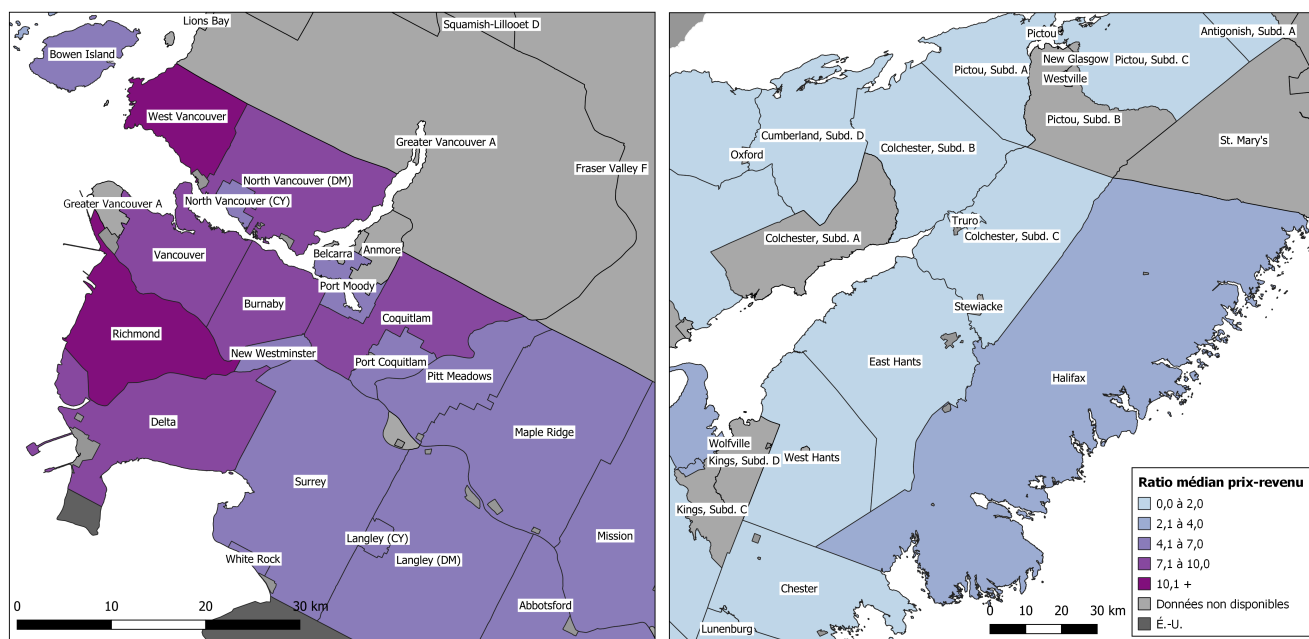 Lions Bay
Squamish-Lillooet D
Bowen Island
West Vancouver
Greater Vancouver A
Fraser Valley F
North Vancouver (DM)
North Vancouver (CY)
Greater Vancouver A
Belcarra
Anmore
Vancouver
Port Moody
Burnaby
Coquitlam
Richmond
New Westminster
Port Coquitlam
Pitt Meadows
Delta
Maple Ridge
Surrey
Mission
Langley (CY)
Langley (DM)
White Rock
Abbotsford
0 10 20 30 km
Pictou
Antigonish, Subd. A
New Glasgow
Pictou, Subd. C
Pictou, Subd. A
Westville
Pictou, Subd. B
Cumberland, Subd. D
St. Mary's
Oxford
Colchester, Subd. B
Truro
Colchester, Subd. A
Colchester, Subd. C
Stewiacke
East Hants
Halifax
Wolfville
Kings, Subd. D
West Hants
Kings, Subd. C
Chester
Lunenburg
0 10 20 30 km
Ratio médian prix-revenu
0,0 à 2,0
2,1 à 4,0
4,1 à 7,0
7,1 à 10,0
10,1 +
Données non disponibles
É.-U.